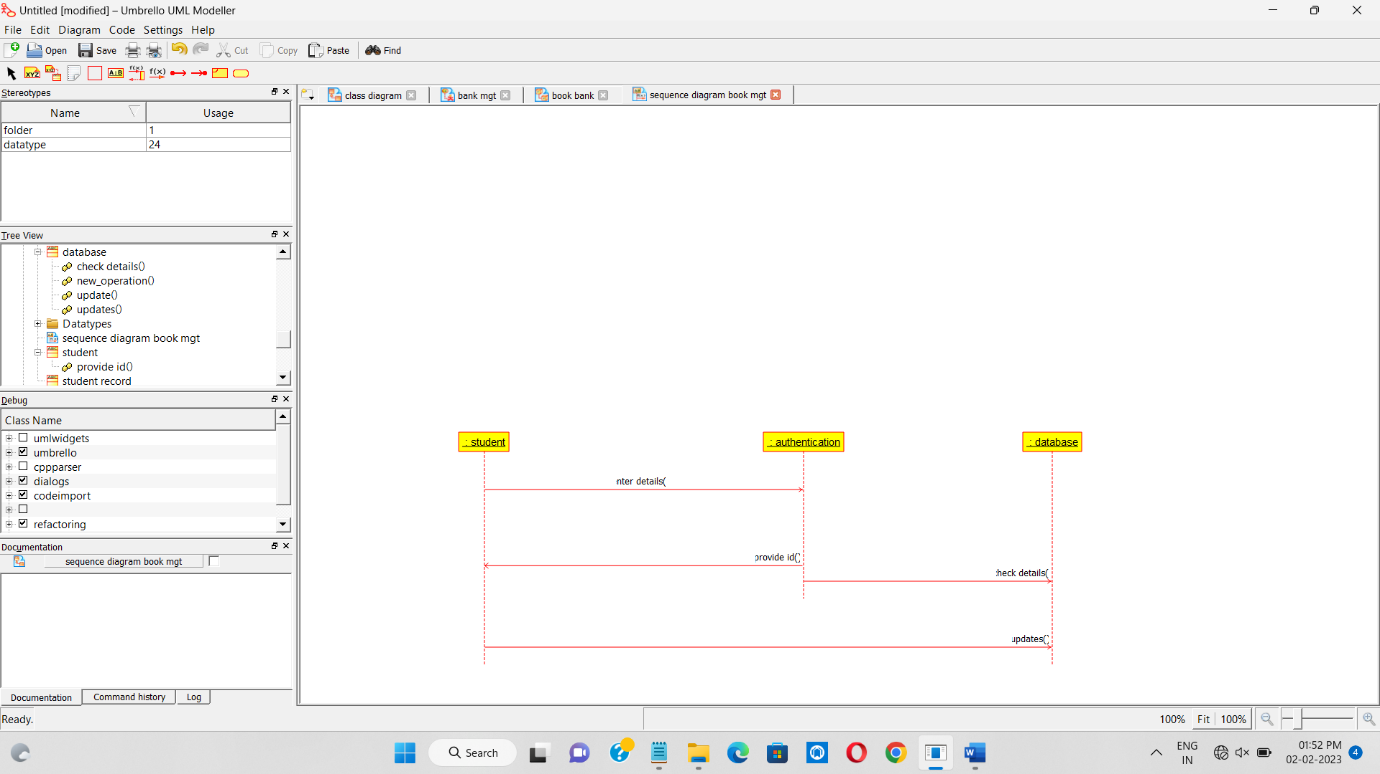 Untitled [modified] – Umbrello UML Modeller
File Edit Diagram Code Settings Help
Open Save Cut Copy Paste Find
XYZ A↓B f(x) f(x)
Stereotypes
Name Usage
folder 1
datatype 24
Tree View
database
check details()
new_operation()
update()
updates()
Datatypes
sequence diagram book mgt
student
provide id()
student record
Debug
Class Name
umlwidgets
umbrello
cppparser
dialogs
codeimport
refactoring
Documentation
sequence diagram book mgt
Documentation Command history Log
class diagram bank mgt book bank sequence diagram book mgt
: student : authentication : database
nter details(
provide id()
heck details(
updates()
Ready.
100% Fit 100%
Search
ENG
IN
01:52 PM
02-02-2023
4